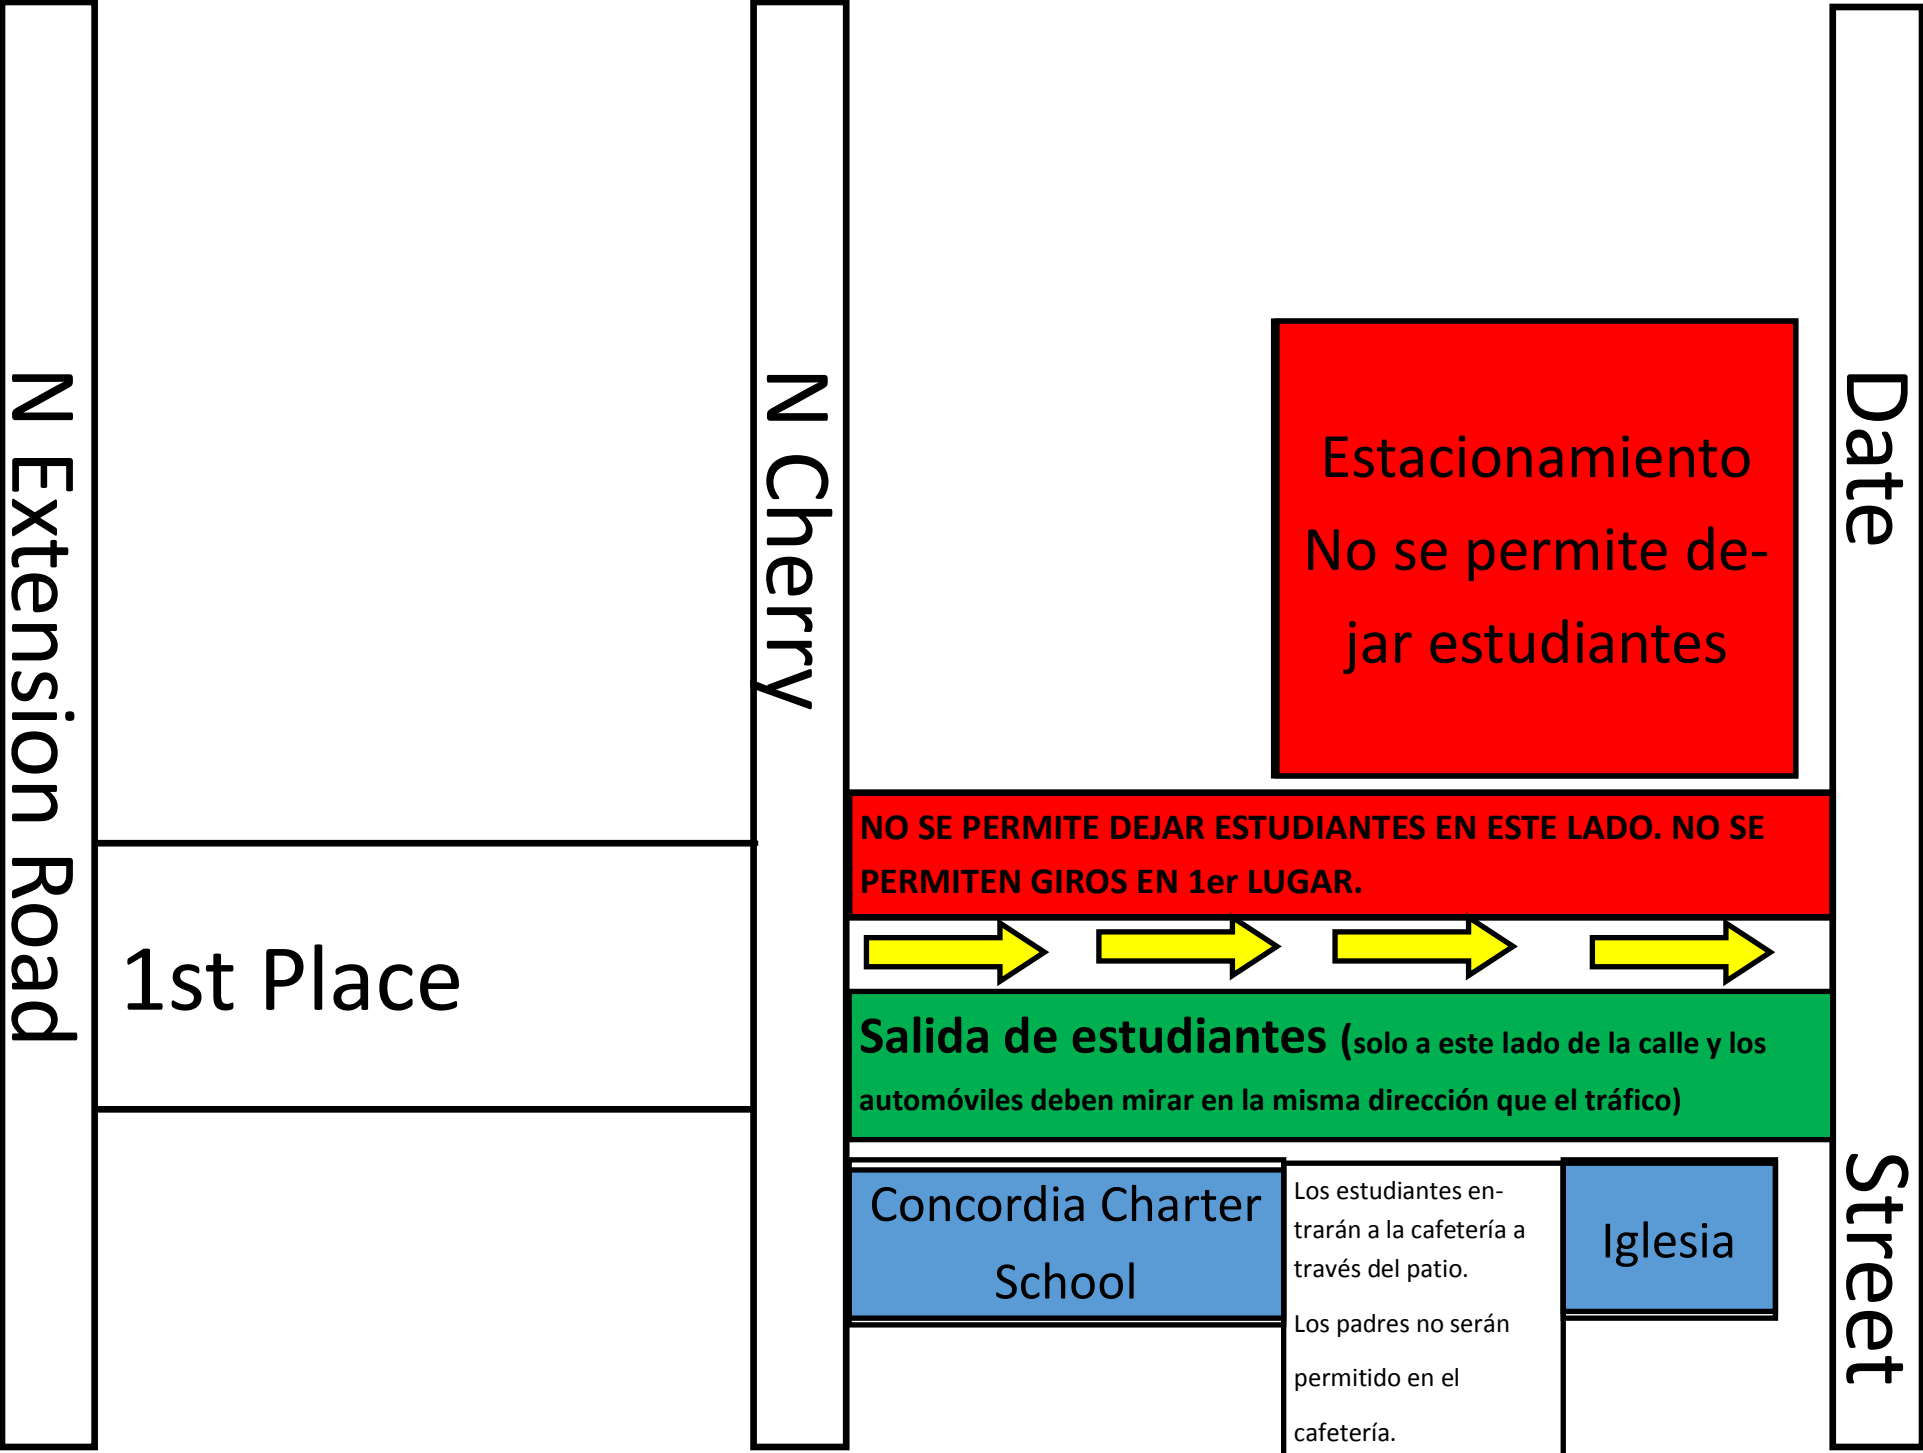 N Extension Road
1st Place
N Cherry
Estacionamiento
No se permite de-
jar estudiantes
NO SE PERMITE DEJAR ESTUDIANTES EN ESTE LADO. NO SE
PERMITEN GIROS EN 1er LUGAR.
Salida de estudiantes (solo a este lado de la calle y los
automóviles deben mirar en la misma dirección que el tráfico)
Concordia Charter
School
Los estudiantes en-
trarán a la cafetería a
través del patio.
Los padres no serán
permitido en el
cafetería.
Iglesia
Date Street